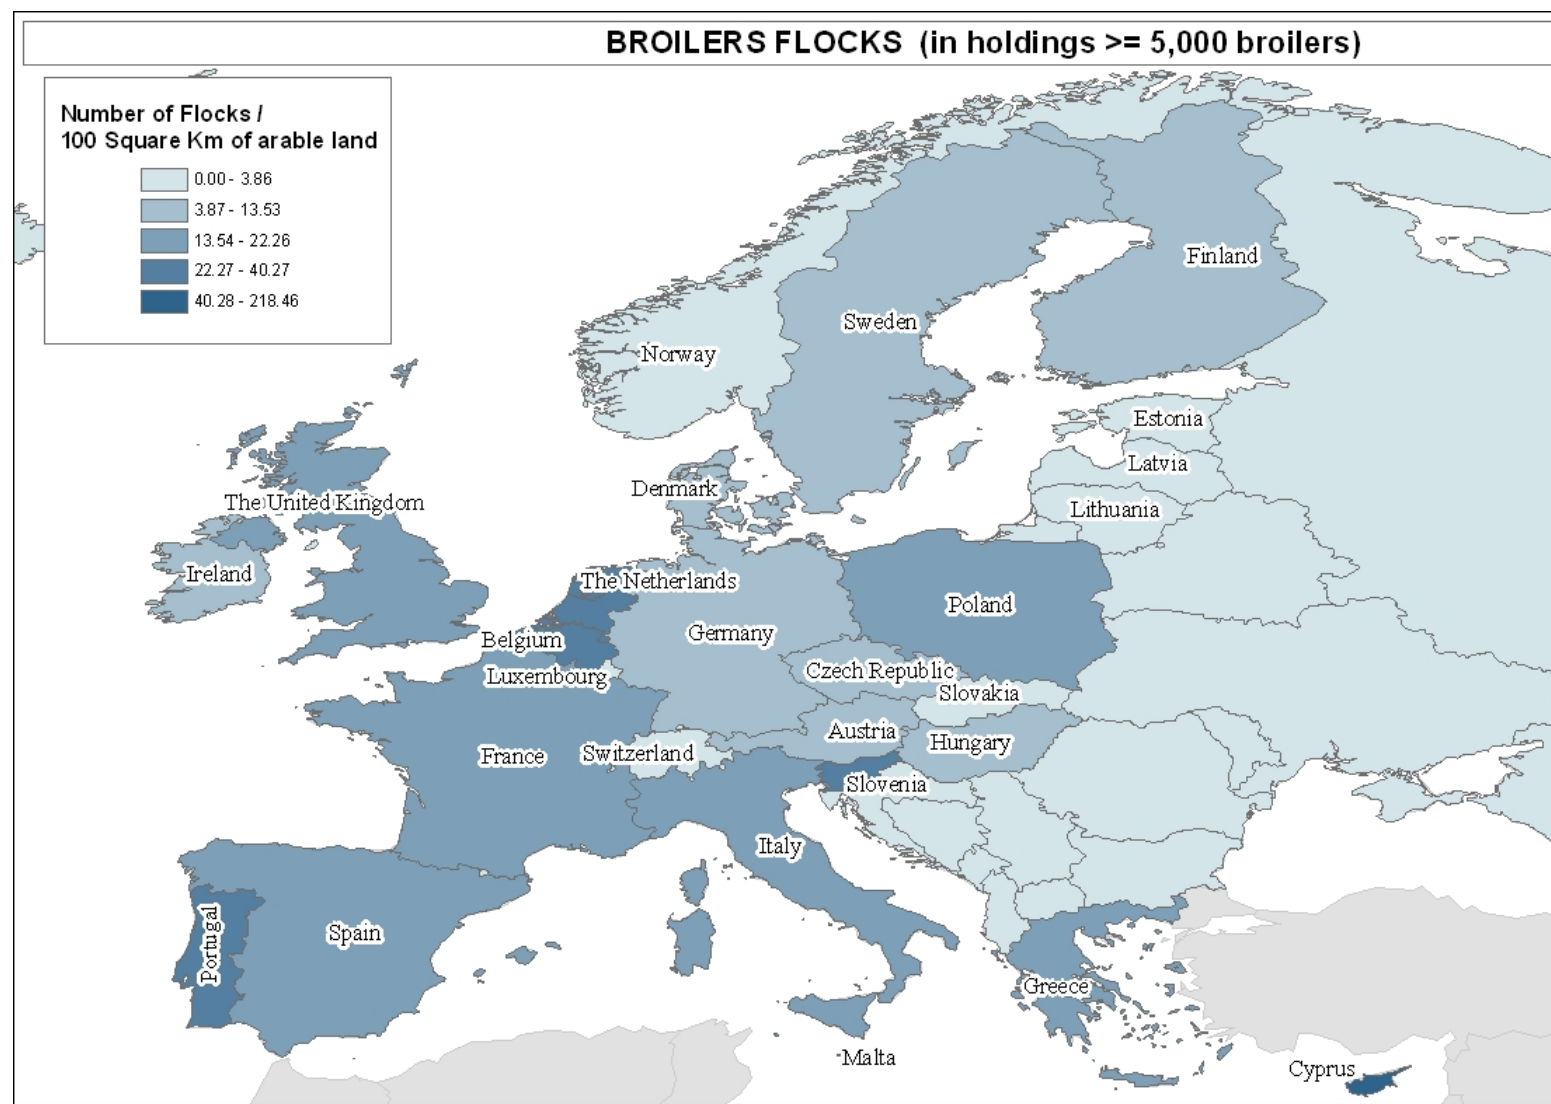 BROILERS FLOCKS (in holdings >= 5,000 broilers)
Number of Flocks /
100 Square Km of arable land
0.00 - 3.86
3.87 - 13.53
13.54 - 22.26
22.27 - 40.27
40.28 - 218.46
Finland
Sweden
Norway
Estonia
Latvia
Denmark
The United Kingdom
Lithuania
Ireland
The Netherlands
Poland
Germany
Belgium
Czech Republic
Luxembourg
Slovakia
Austria
Hungary
France
Switzerland
Slovenia
Italy
Portugal
Spain
Greece
Malta
Cyprus